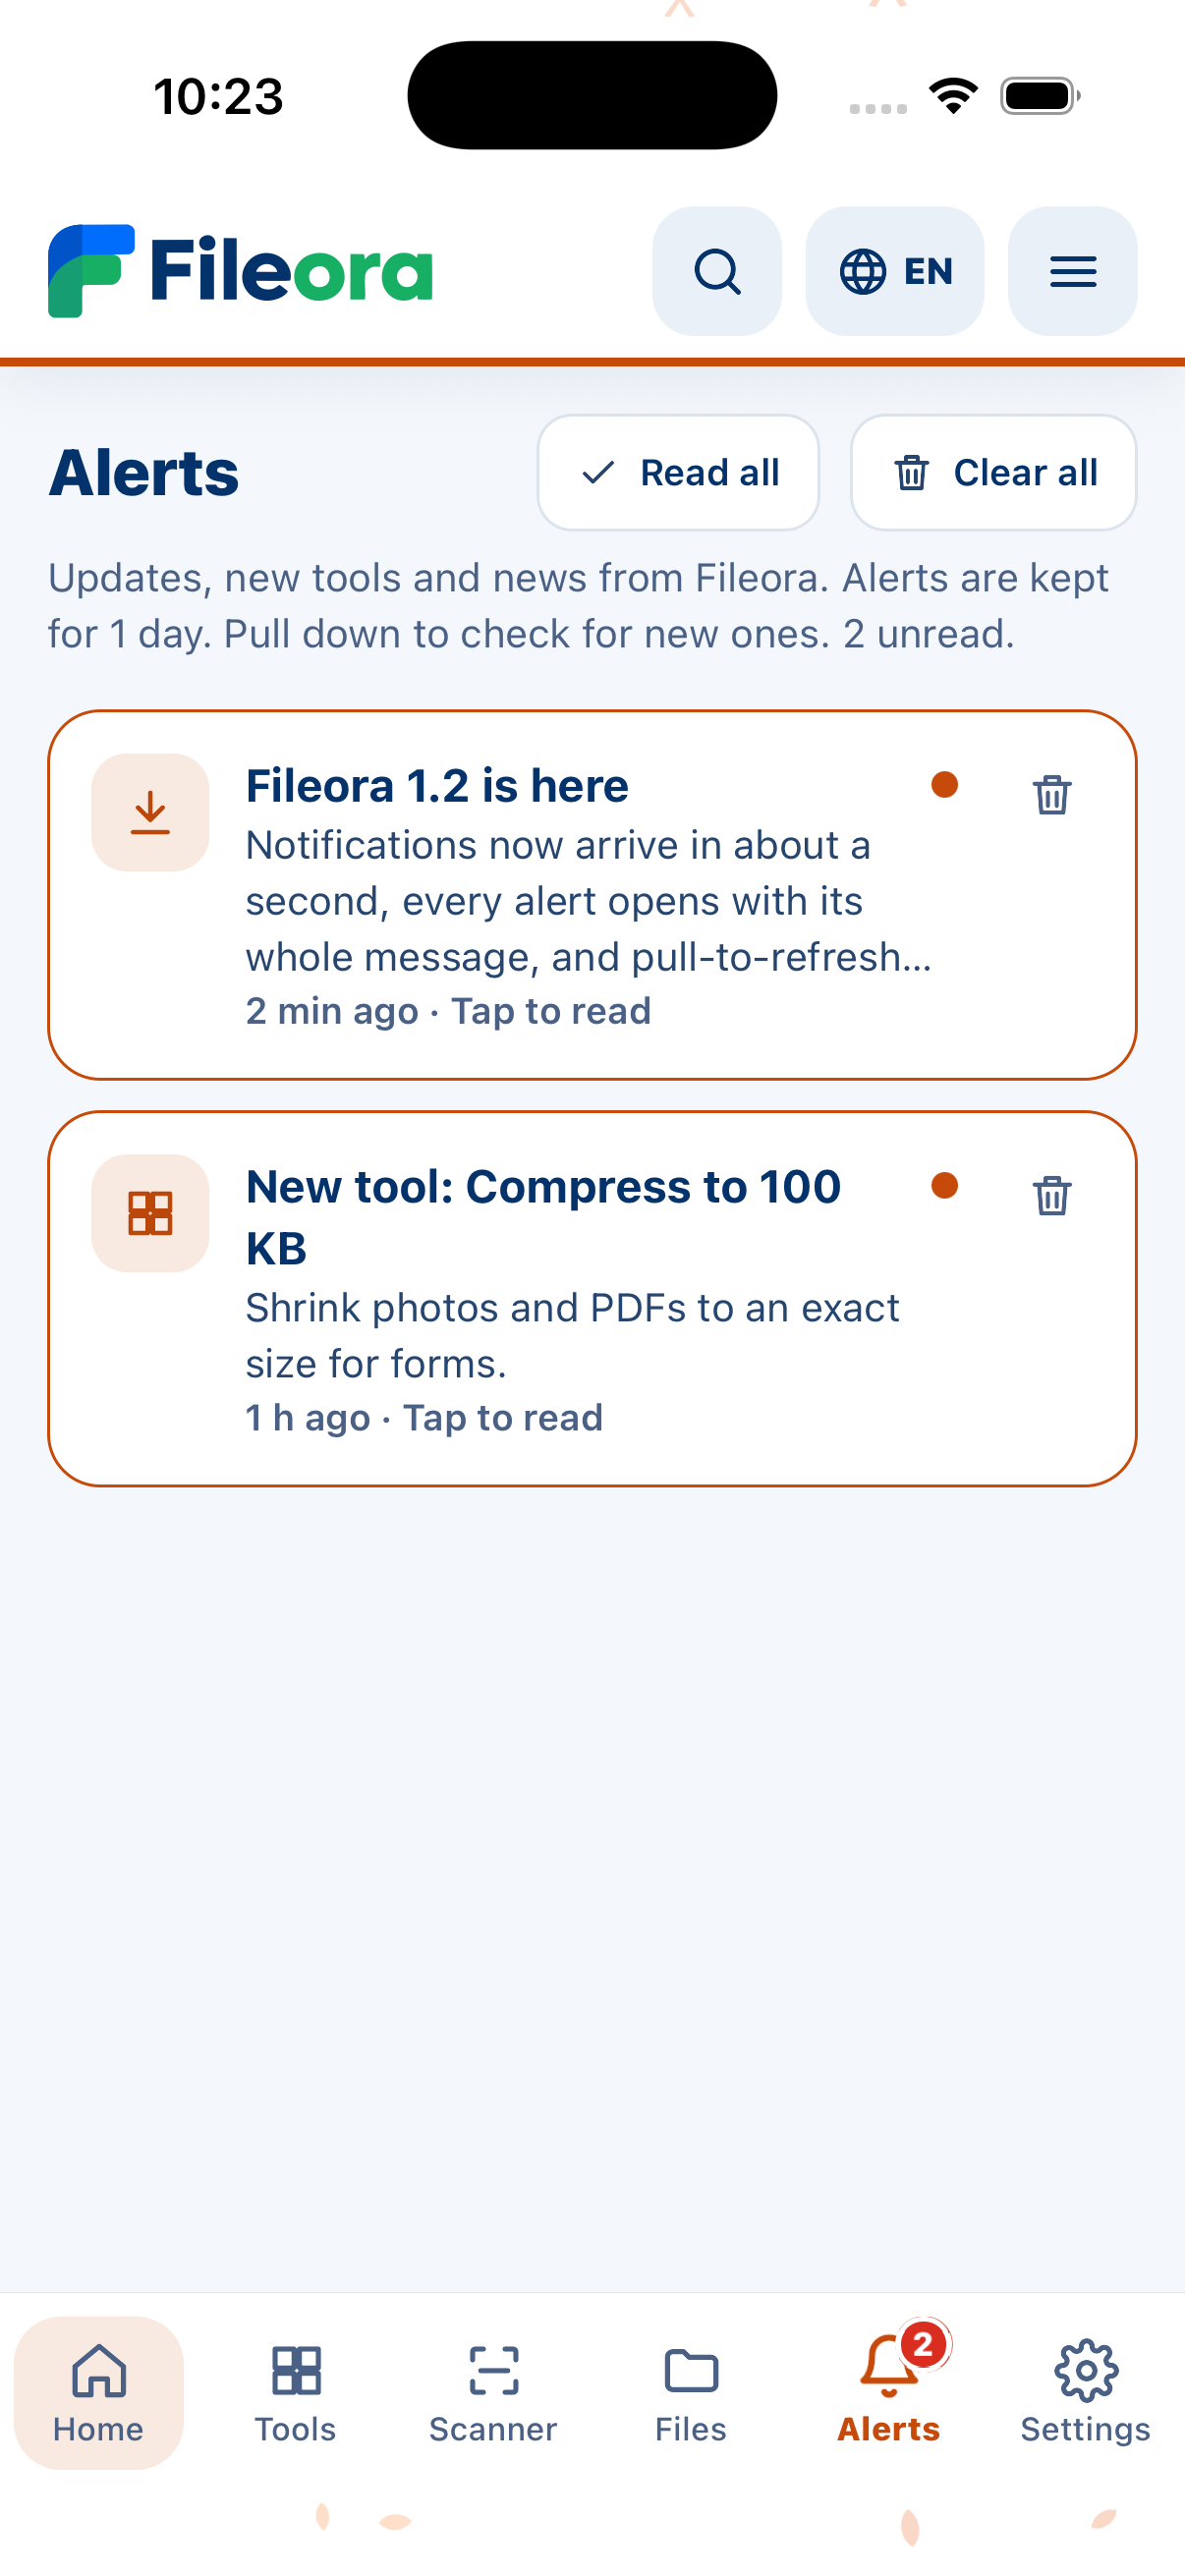 10:23
Fileora
EN
Alerts
Read all
Clear all
Updates, new tools and news from Fileora. Alerts are kept
for 1 day. Pull down to check for new ones. 2 unread.
Fileora 1.2 is here
Notifications now arrive in about a
second, every alert opens with its
whole message, and pull-to-refresh...
2 min ago · Tap to read
New tool: Compress to 100
KB
Shrink photos and PDFs to an exact
size for forms.
1 h ago · Tap to read
2
Home
Tools
Scanner
Files
Alerts
Settings